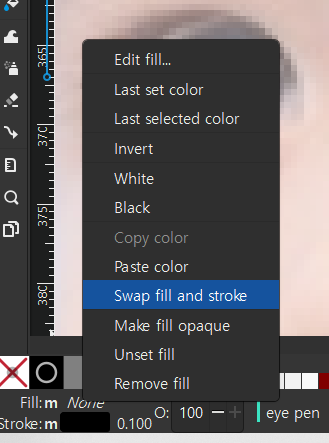 365
Edit fill...
Last set color
Last selected color
370
Invert
White
Black
375
Copy color
Paste color
380
Swap fill and stroke
Make fill opaque
Unset fill
Remove fill
Fill: m None
O: 100 − +
eye pen
Stroke: m 0.100